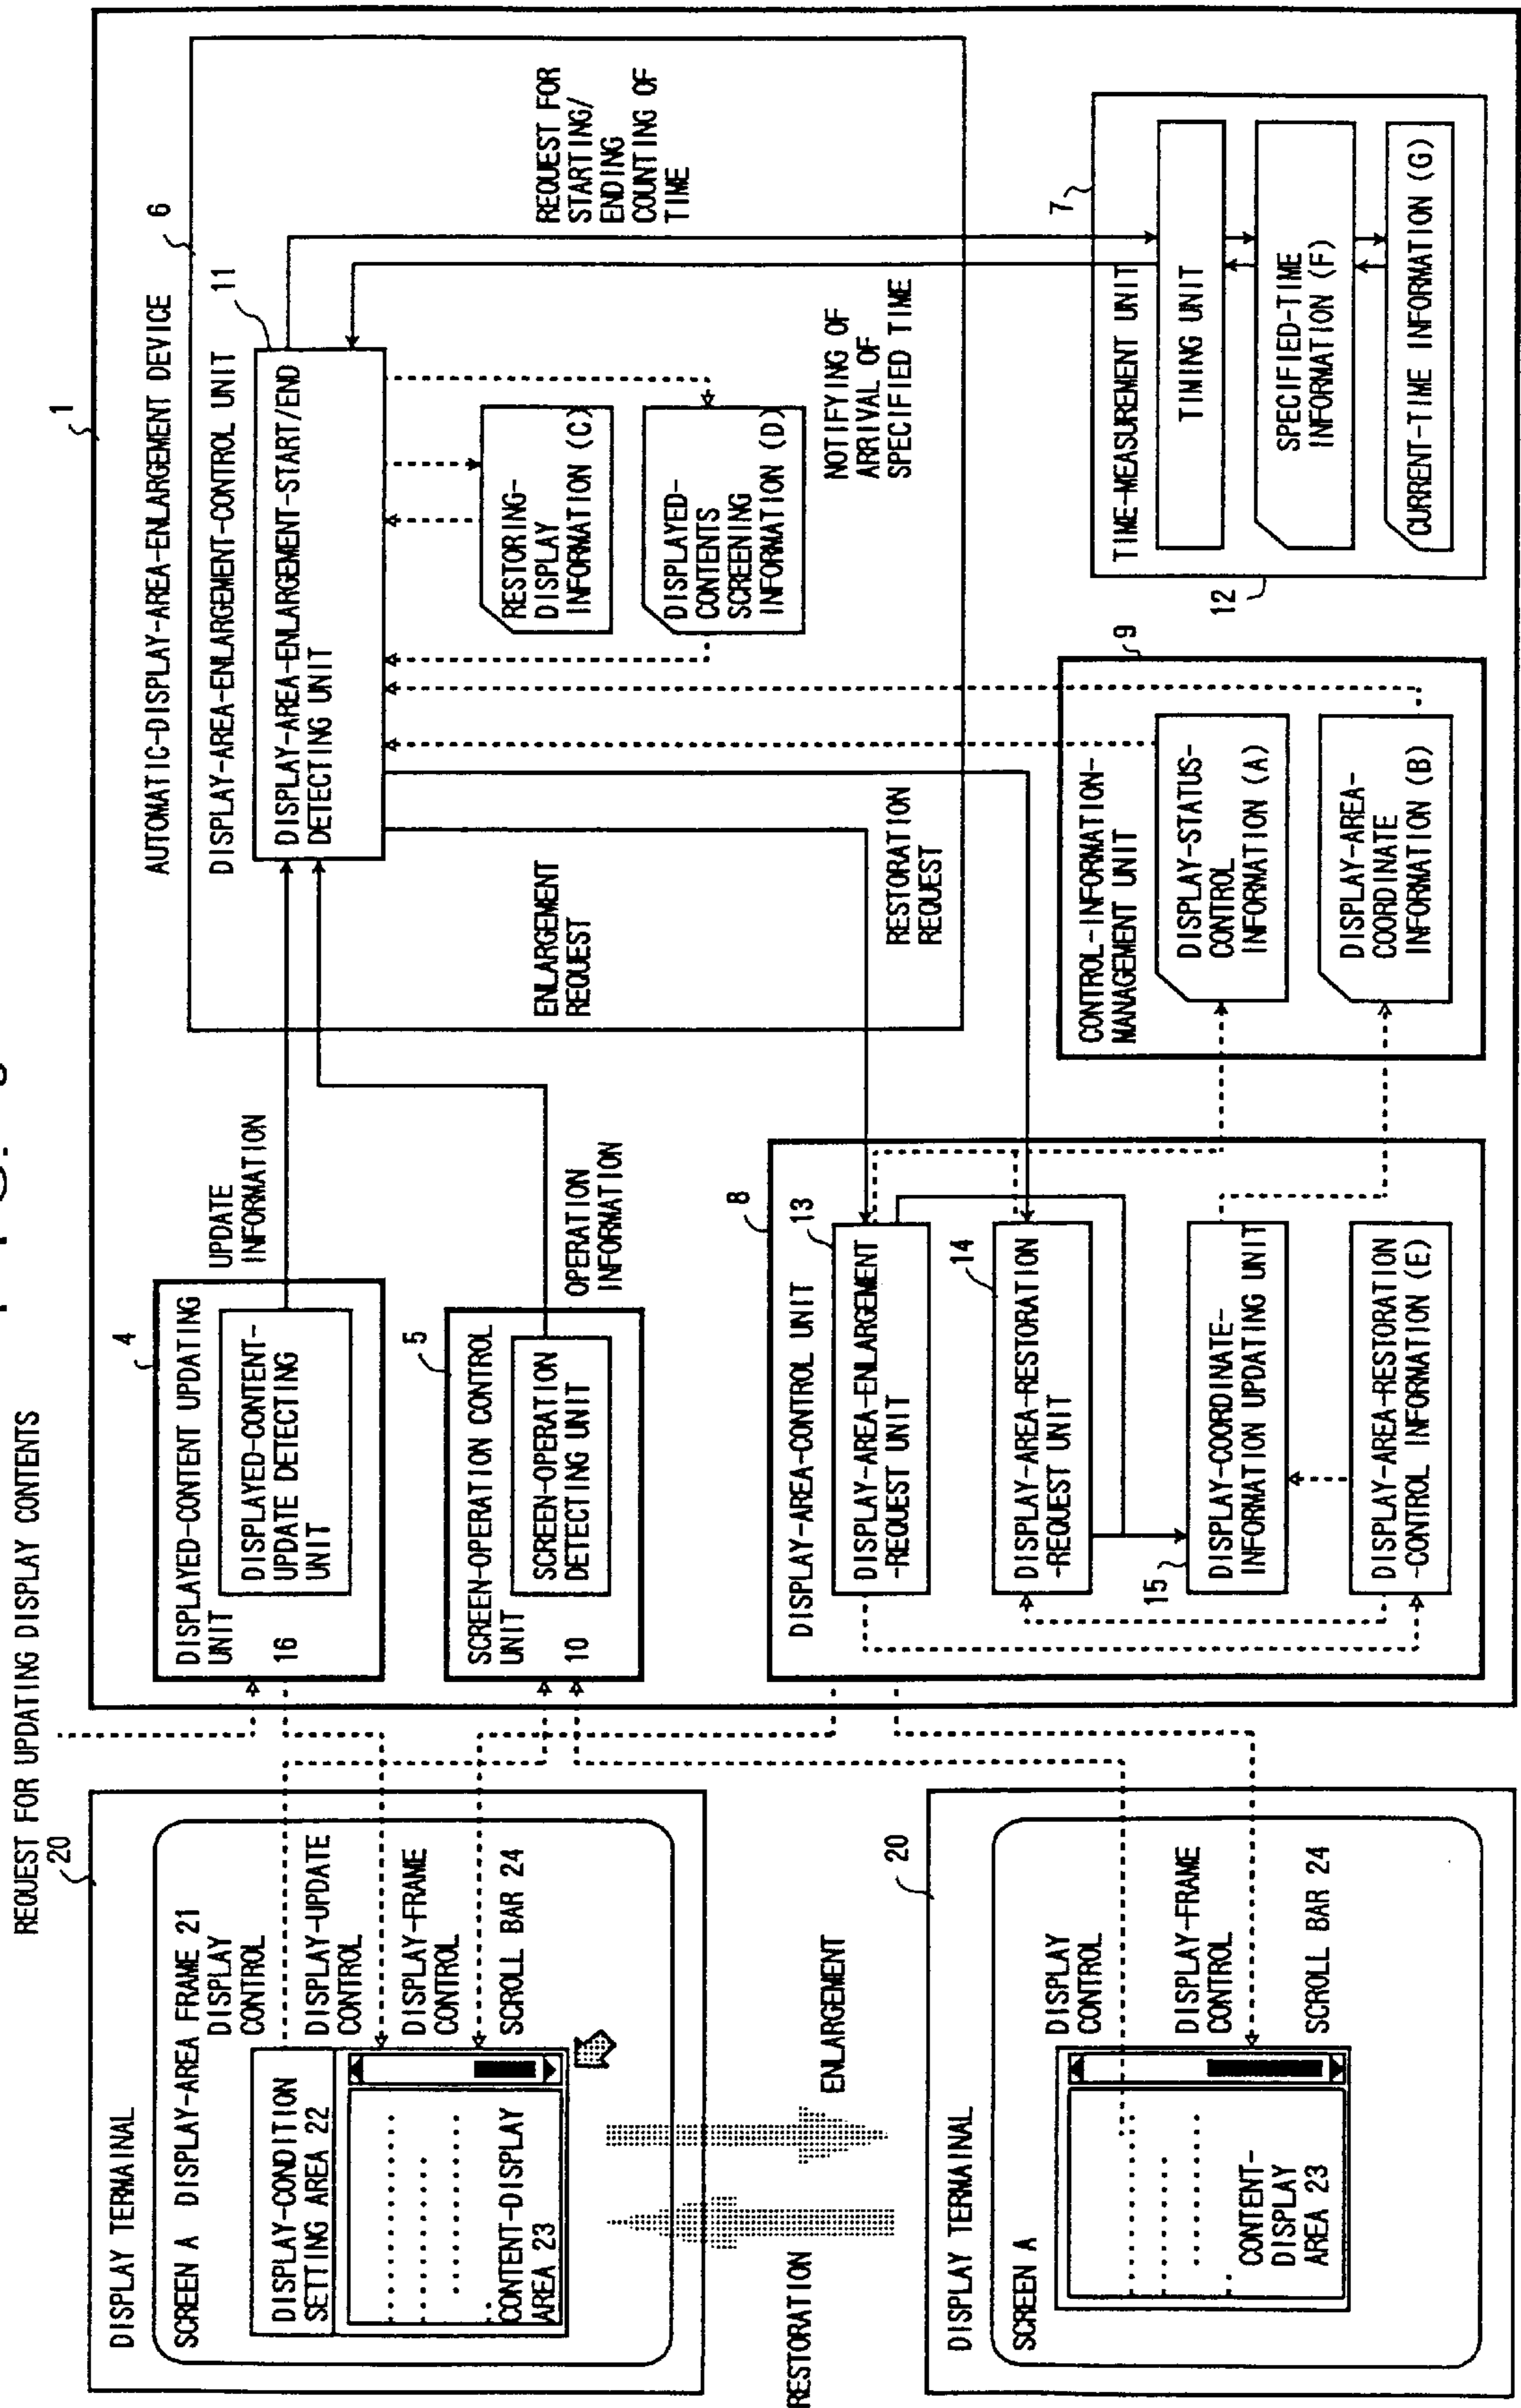 REQUEST FOR UPDATING DISPLAY CONTENTS
20
DISPLAY TERMAINAL
SCREEN A DISPLAY-AREA FRAME 21
DISPLAY
CONTROL
DISPLAY-CONDITION
SETTING AREA 22
DISPLAY-UPDATE
CONTROL
DISPLAY-FRAME
CONTROL
SCROLL BAR 24
CONTENT-DISPLAY
AREA 23
RESTORATION
ENLARGEMENT
20
DISPLAY TERMAINAL
SCREEN A
DISPLAY
CONTROL
DISPLAY-FRAME
CONTROL
SCROLL BAR 24
CONTENT-
DISPLAY
AREA 23
1
AUTOMATIC-DISPLAY-AREA-ENLARGEMENT DEVICE
4
DISPLAYED-CONTENT UPDATING
UNIT
16
DISPLAYED-CONTENT-
UPDATE DETECTING
UNIT
UPDATE
INFORMATION
5
SCREEN-OPERATION CONTROL
UNIT
10
SCREEN-OPERATION
DETECTING UNIT
OPERATION
INFORMATION
6
DISPLAY-AREA-ENLARGEMENT-CONTROL UNIT
11
DISPLAY-AREA-ENLARGEMENT-START/END
DETECTING UNIT
RESTORING-
DISPLAY
INFORMATION (C)
DISPLAYED-
CONTENTS
SCREENING
INFORMATION (D)
REQUEST FOR
STARTING/
ENDING
COUNTING OF
TIME
NOTIFYING OF
ARRIVAL OF
SPECIFIED TIME
ENLARGEMENT
REQUEST
RESTORATION
REQUEST
8
DISPLAY-AREA-CONTROL UNIT
13
DISPLAY-AREA-ENLARGEMENT
-REQUEST UNIT
14
DISPLAY-AREA-RESTORATION
-REQUEST UNIT
15
DISPLAY-COORDINATE-
INFORMATION UPDATING UNIT
DISPLAY-AREA-RESTORATION
-CONTROL INFORMATION (E)
9
CONTROL-INFORMATION-
MANAGEMENT UNIT
DISPLAY-STATUS-
CONTROL
INFORMATION (A)
DISPLAY-AREA-
COORDINATE
INFORMATION (B)
7
TIME-MEASUREMENT UNIT
12
TIMING UNIT
SPECIFIED-TIME
INFORMATION (F)
CURRENT-TIME INFORMATION (G)